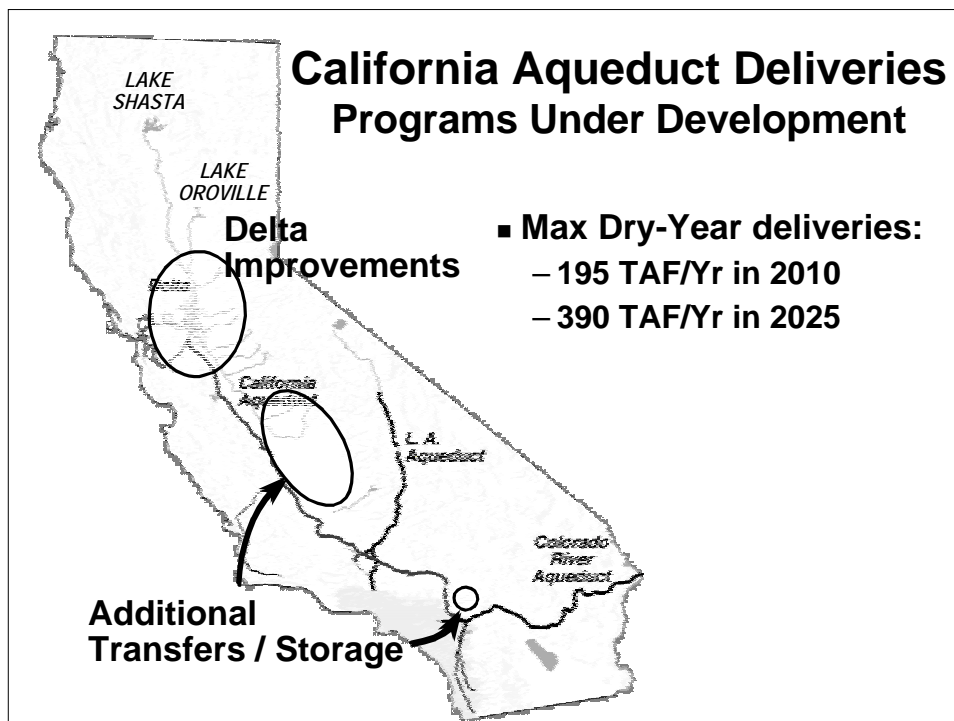 California Aqueduct Deliveries
Programs Under Development
LAKE
SHASTA
LAKE
OROVILLE
Delta
Improvements
■ Max Dry-Year deliveries:
– 195 TAF/Yr in 2010
– 390 TAF/Yr in 2025
Delta
California
Aqueduct
L. A.
Aqueduct
Colorado
River
Aqueduct
Additional
Transfers / Storage